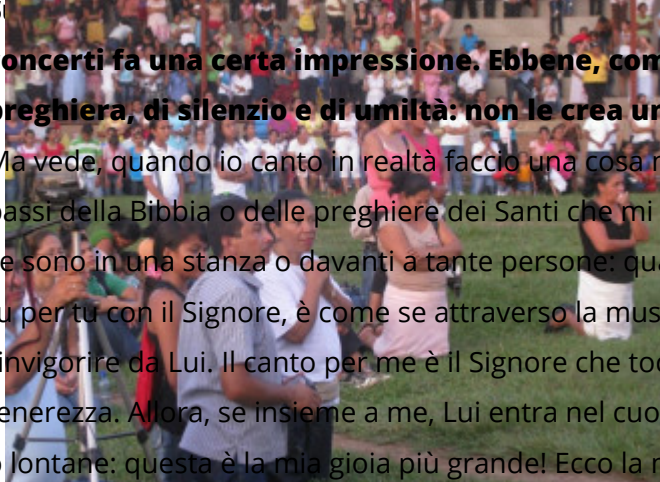 oncerti fa una certa impressione. Ebbene, com
preghiera, di silenzio e di umiltà: non le crea un
Ma vede, quando io canto in realtà faccio una cosa
passi della Bibbia o delle preghiere dei Santi che mi
e sono in una stanza o davanti a tante persone: qua
u per tu con il Signore, è come se attraverso la mus
invigorire da Lui. Il canto per me è il Signore che toc
enerezza. Allora, se insieme a me, Lui entra nel cuo
lontane: questa è la mia gioia più grande! Ecco la